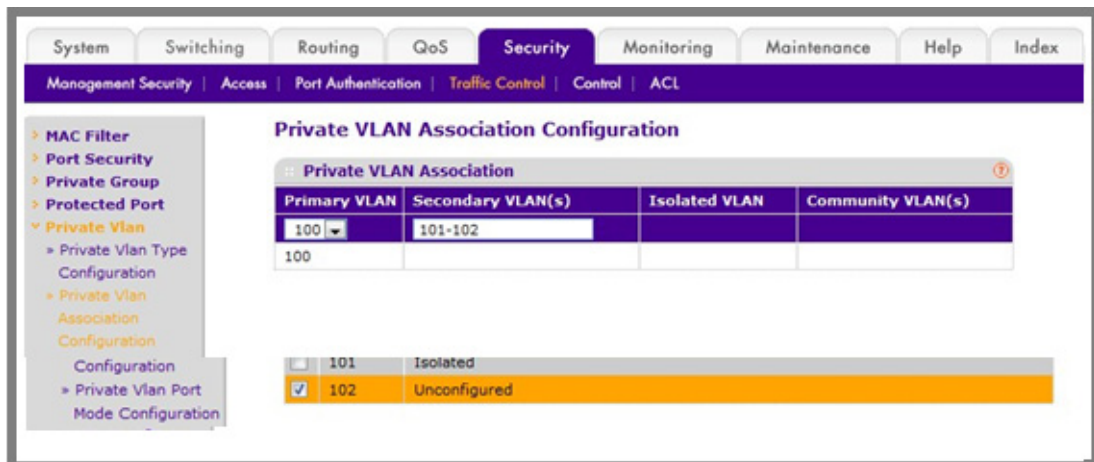 System Switching Routing QoS Security Monitoring Maintenance Help Index
Management Security | Access | Port Authentication | Traffic Control | Control | ACL
MAC Filter
Port Security
Private Group
Protected Port
Private Vlan
» Private Vlan Type
Configuration
» Private Vlan
Association
Configuration
Configuration
» Private Vlan Port
Mode Configuration
Private VLAN Association Configuration
Private VLAN Association
Primary VLAN Secondary VLAN(s) Isolated VLAN Community VLAN(s)
100 101-102
100
101 Isolated
102 Unconfigured